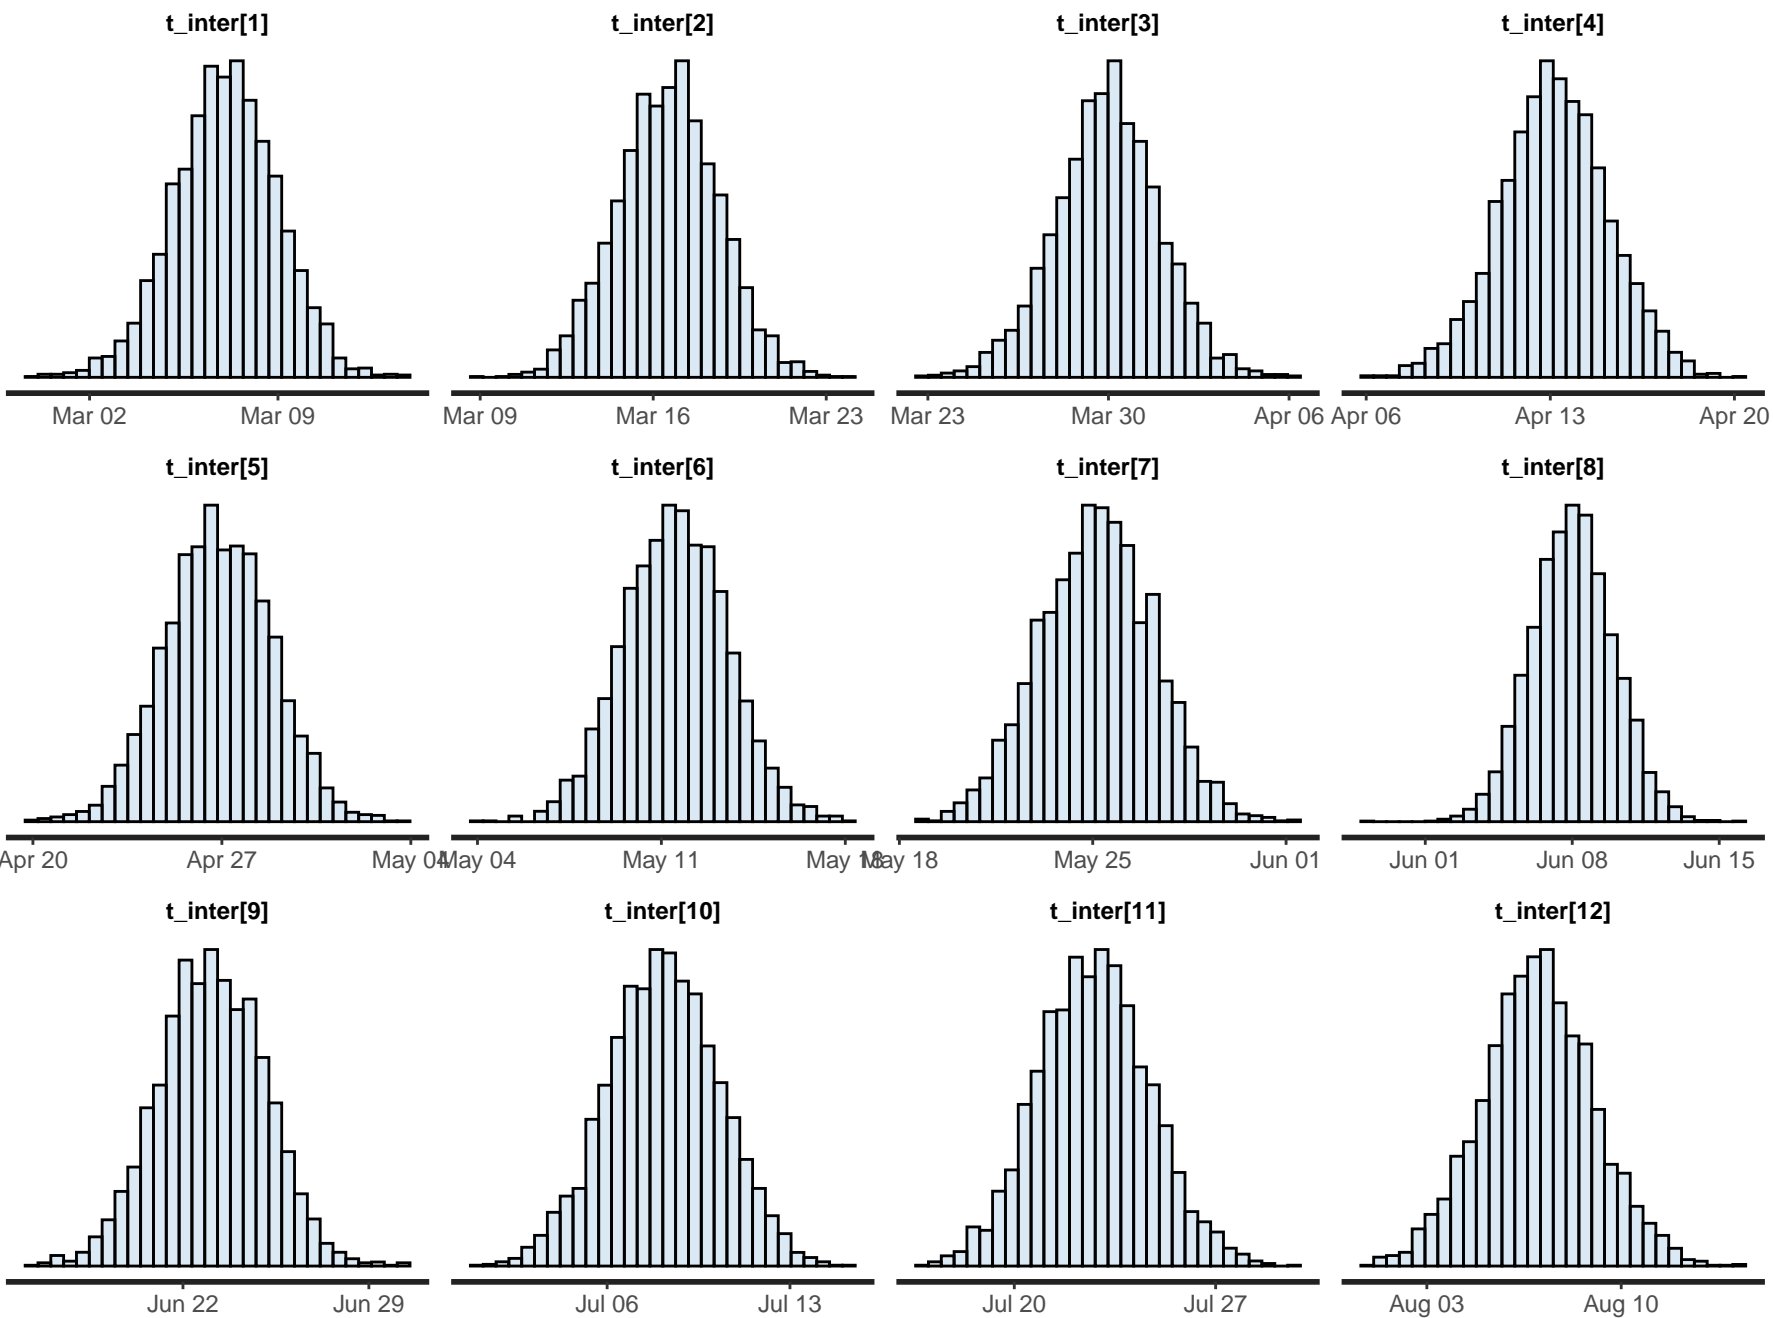 t_inter[1] t_inter[2] t_inter[3] t_inter[4]
Mar 02 Mar 09 Mar 09 Mar 16 Mar 23 Mar 23 Mar 30 Apr 06 Apr 06 Apr 13 Apr 20
t_inter[5] t_inter[6] t_inter[7] t_inter[8]
Apr 20 Apr 27 May 04 May 04 May 11 May 18 May 18 May 25 Jun 01 Jun 01 Jun 08 Jun 15
t_inter[9] t_inter[10] t_inter[11] t_inter[12]
Jun 22 Jun 29 Jul 06 Jul 13 Jul 20 Jul 27 Aug 03 Aug 10